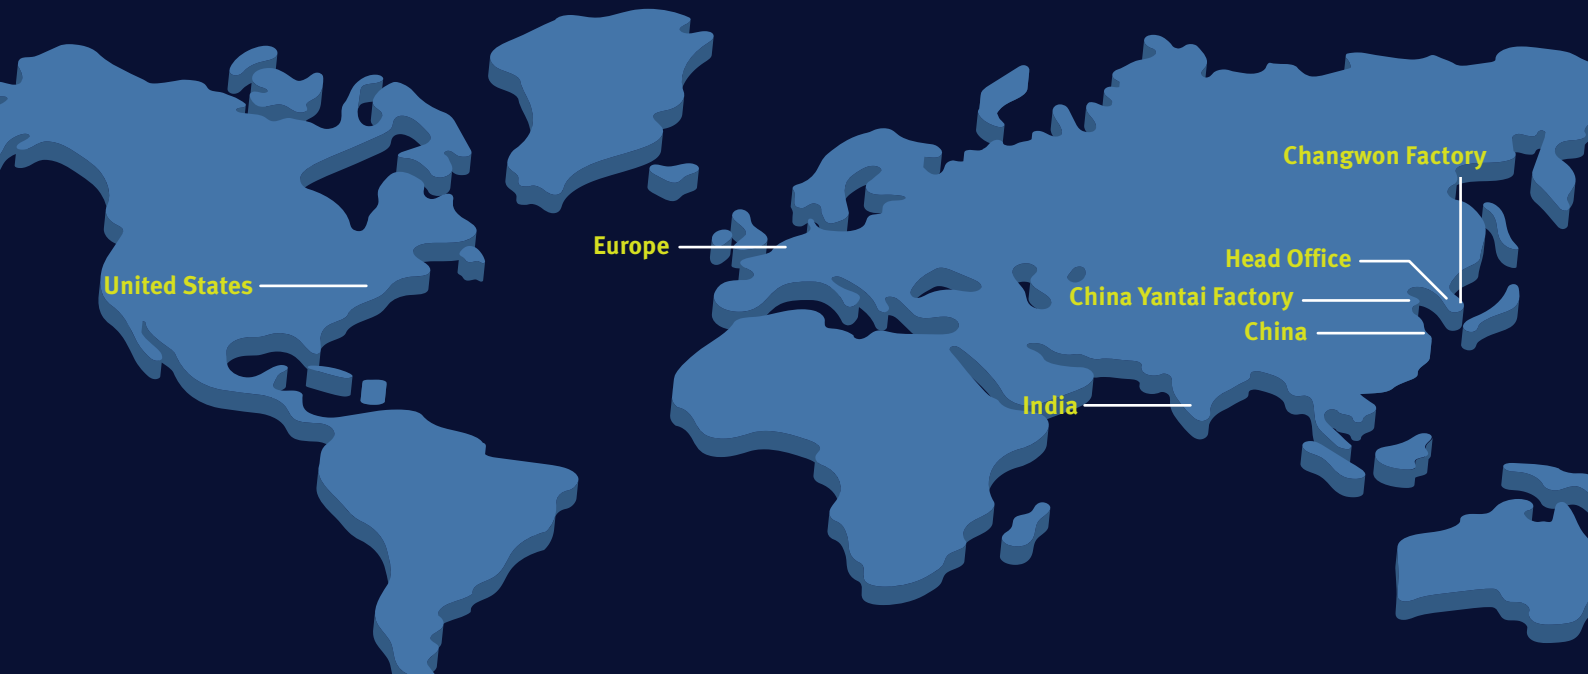 Changwon Factory
Europe
Head Office
United States
China Yantai Factory
China
India